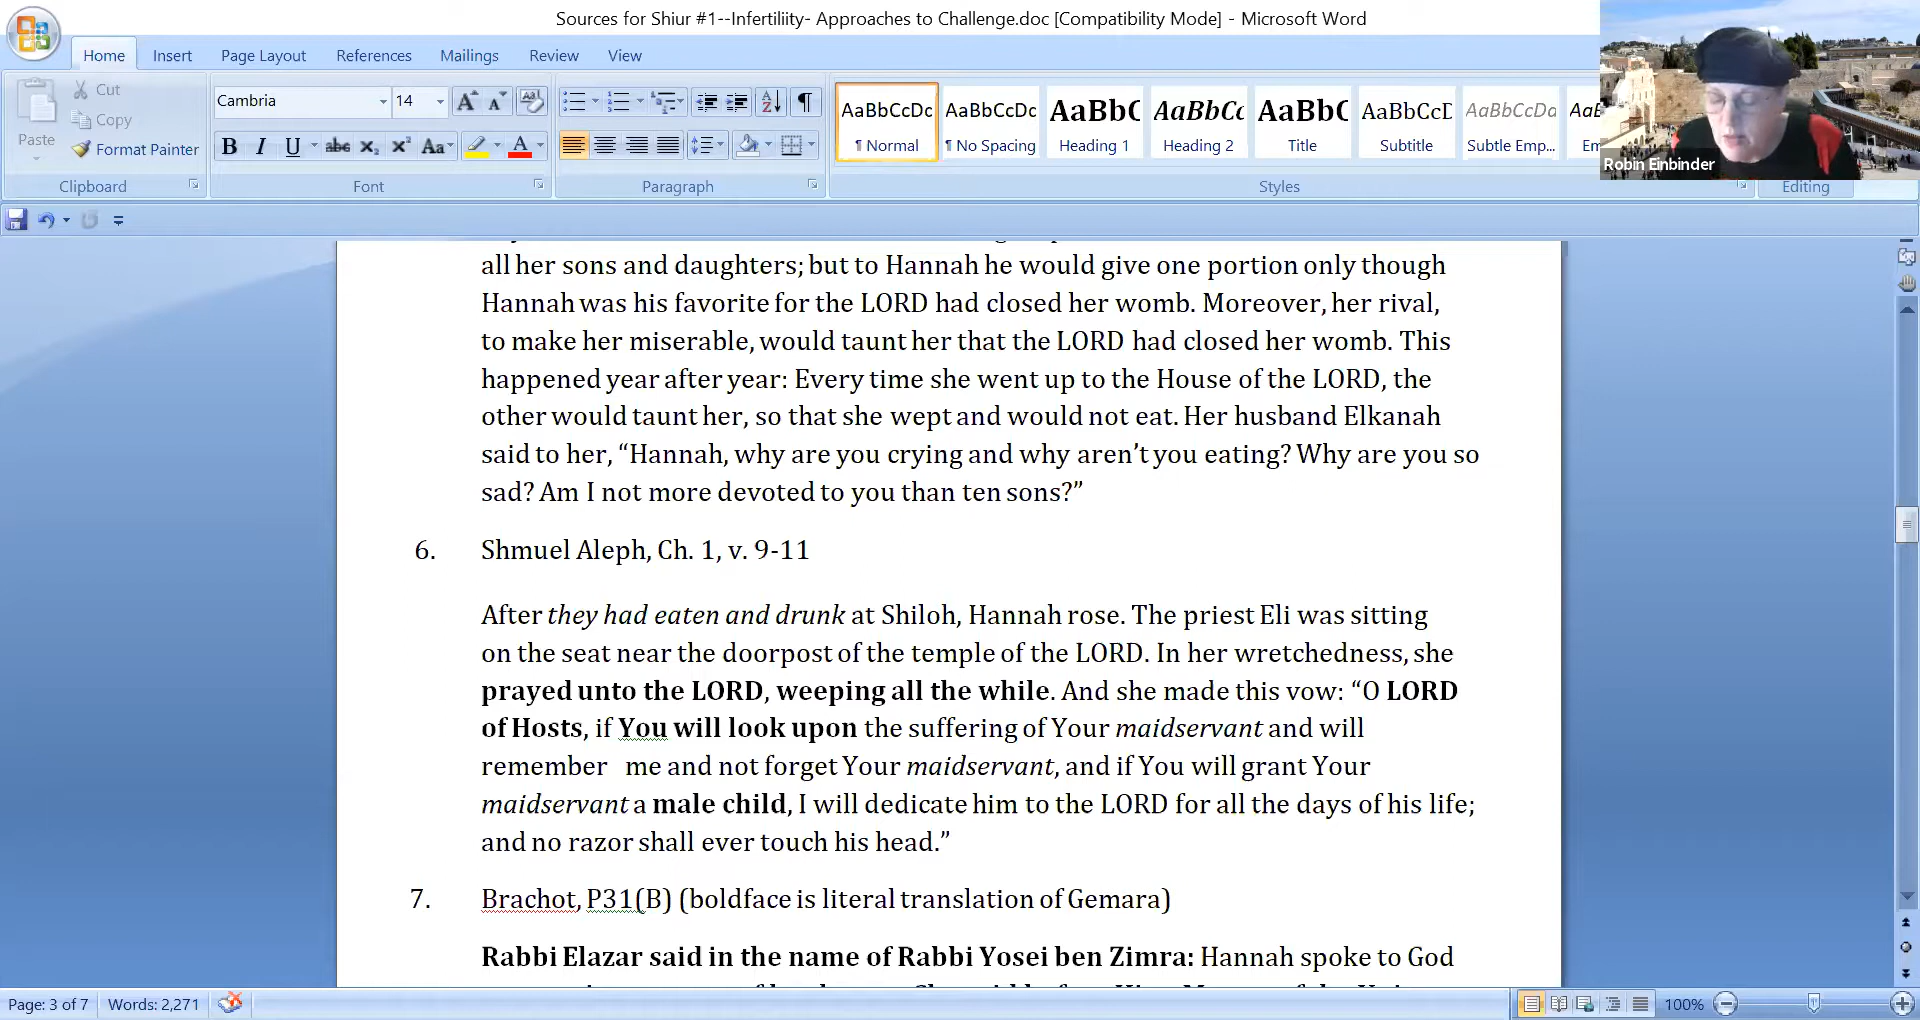 Sources for Shiur #1--Infertiliity- Approaches to Challenge.doc [Compatibility Mode] - Microsoft Word
Home Insert Page Layout References Mailings Review View
Paste Cut Copy Format Painter Clipboard
Cambria 14
B I U abc X₂ X² Aa A
Font Paragraph
AaBbCcDc AaBbCcDc AaBbC AaBbCc AaBbC AaBbCcD AaBbCcDa AaBb
¶ Normal ¶ No Spacing Heading 1 Heading 2 Title Subtitle Subtle Emp... Em
Styles Editing
Robin Einbinder
all her sons and daughters; but to Hannah he would give one portion only though
Hannah was his favorite for the LORD had closed her womb. Moreover, her rival,
to make her miserable, would taunt her that the LORD had closed her womb. This
happened year after year: Every time she went up to the House of the LORD, the
other would taunt her, so that she wept and would not eat. Her husband Elkanah
said to her, “Hannah, why are you crying and why aren’t you eating? Why are you so
sad? Am I not more devoted to you than ten sons?”
6. Shmuel Aleph, Ch. 1, v. 9-11
After they had eaten and drunk at Shiloh, Hannah rose. The priest Eli was sitting
on the seat near the doorpost of the temple of the LORD. In her wretchedness, she
prayed unto the LORD, weeping all the while. And she made this vow: “O LORD
of Hosts, if You will look upon the suffering of Your maidservant and will
remember me and not forget Your maidservant, and if You will grant Your
maidservant a male child, I will dedicate him to the LORD for all the days of his life;
and no razor shall ever touch his head.”
7. Brachot, P31(B) (boldface is literal translation of Gemara)
Rabbi Elazar said in the name of Rabbi Yosei ben Zimra: Hannah spoke to God
Page: 3 of 7 Words: 2,271 100%